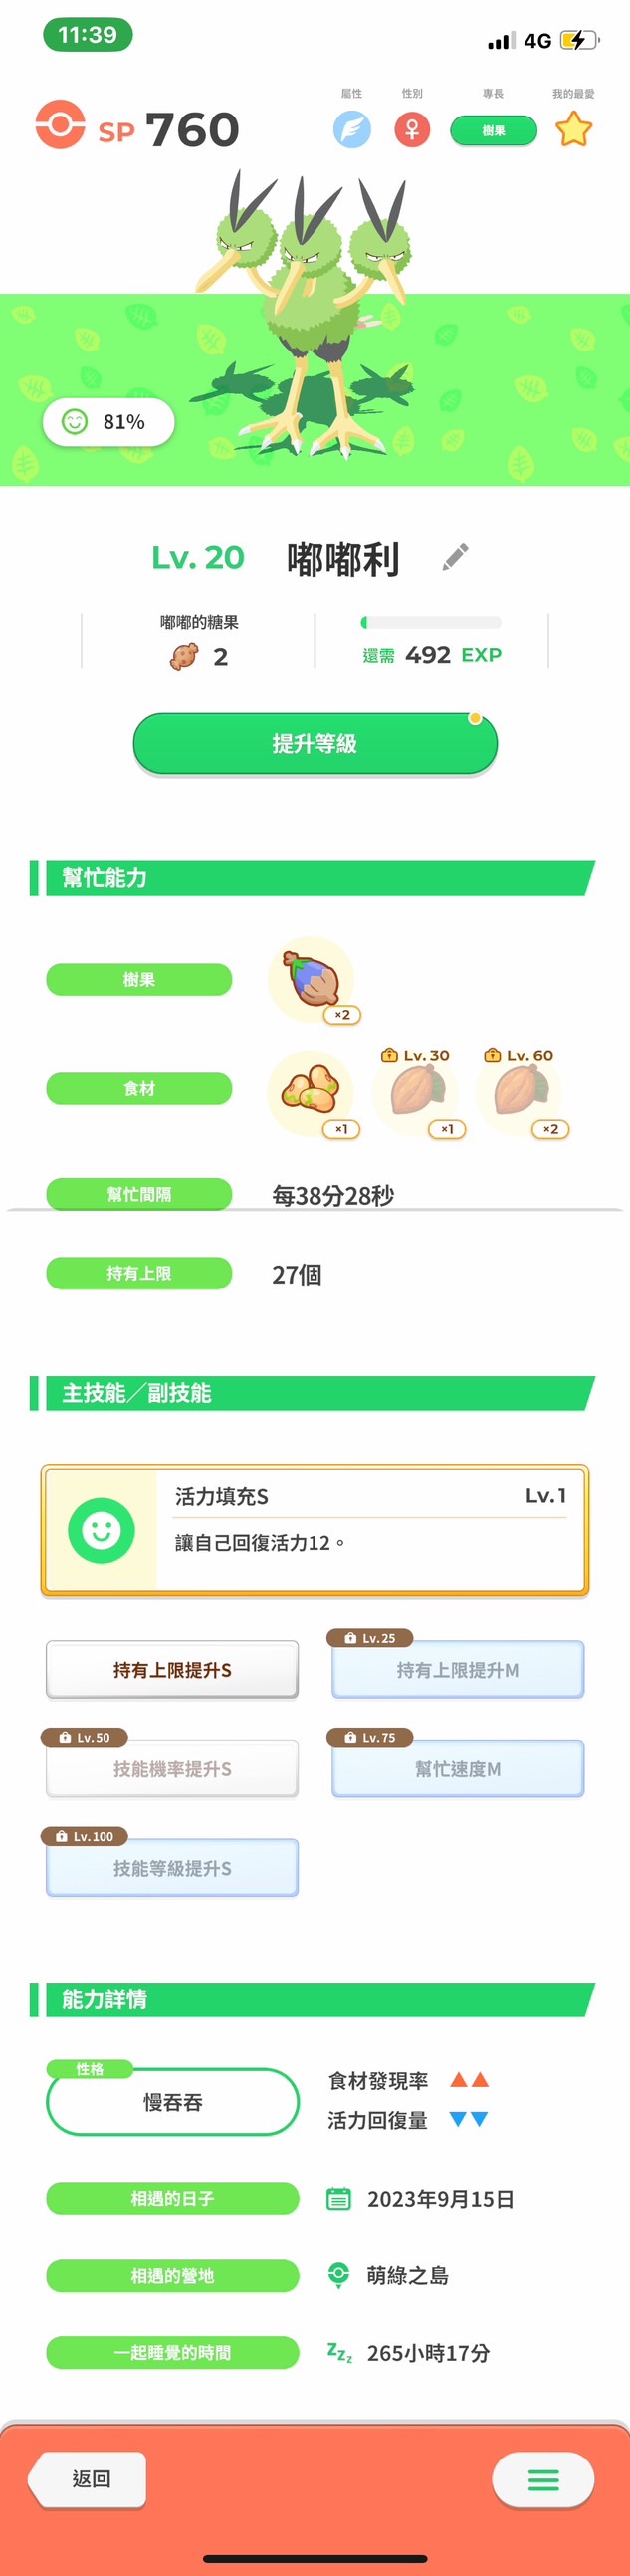 11:39
4G
屬性 性別 專長 我的最愛
SP 760 樹果
81%
Lv. 20 嘟嘟利
嘟嘟的糖果
2
還需 492 EXP
提升等級
幫忙能力
樹果
×2
Lv. 30 Lv. 60
食材
×1 ×1 ×2
幫忙間隔 每38分28秒
持有上限 27個
主技能／副技能
活力填充S Lv.1
讓自己回復活力12。
Lv.25
持有上限提升S 持有上限提升M
Lv.50 Lv.75
技能機率提升S 幫忙速度M
Lv.100
技能等級提升S
能力詳情
性格
慢吞吞
食材發現率
活力回復量
相遇的日子 2023年9月15日
相遇的營地 萌綠之島
一起睡覺的時間 zzz 265小時17分
返回